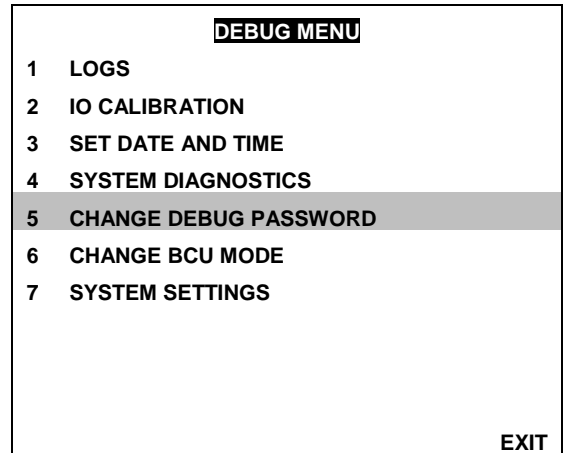 DEBUG MENU
1 LOGS
2 IO CALIBRATION
3 SET DATE AND TIME
4 SYSTEM DIAGNOSTICS
5 CHANGE DEBUG PASSWORD
6 CHANGE BCU MODE
7 SYSTEM SETTINGS
EXIT